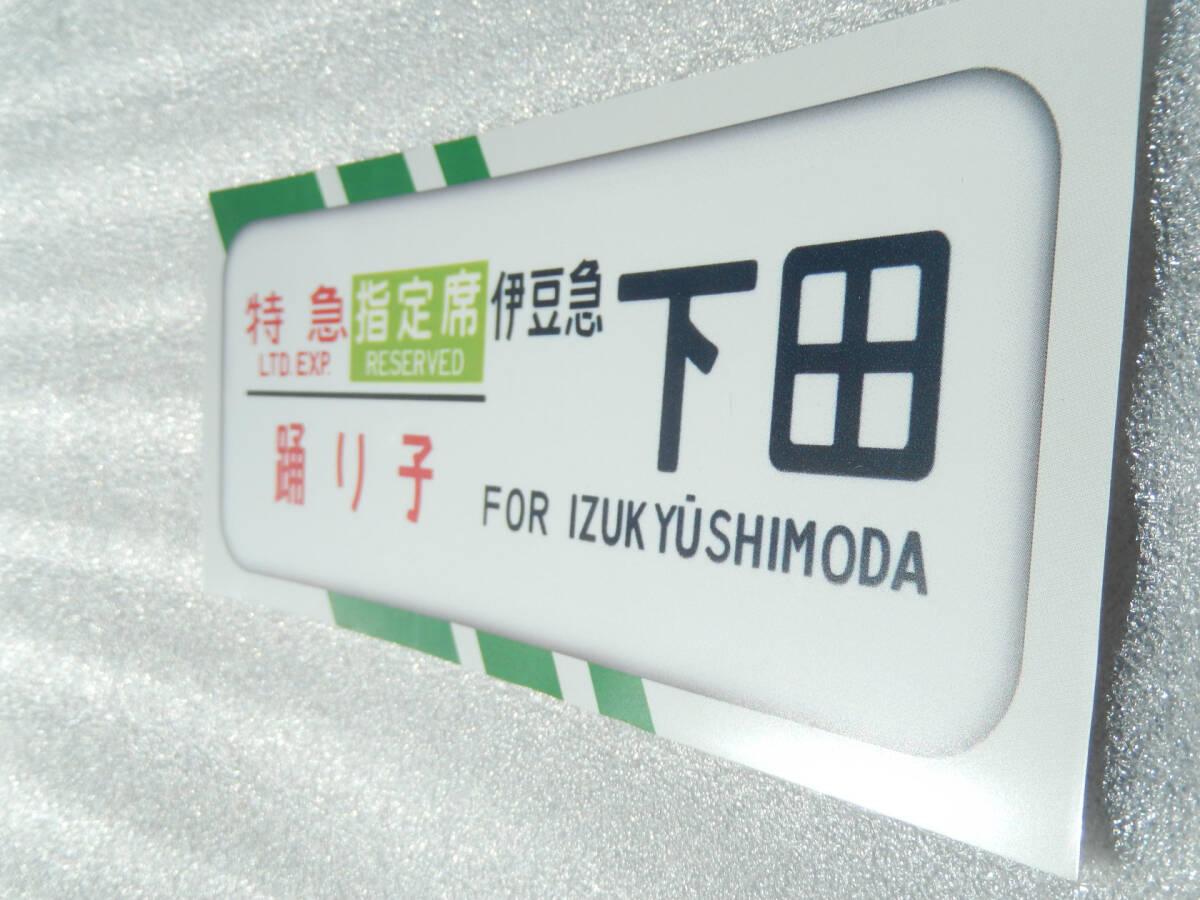 特急 指定席 伊豆急下田
LTD. EXP. RESERVED
踊り子
FOR IZUKYŪSHIMODA